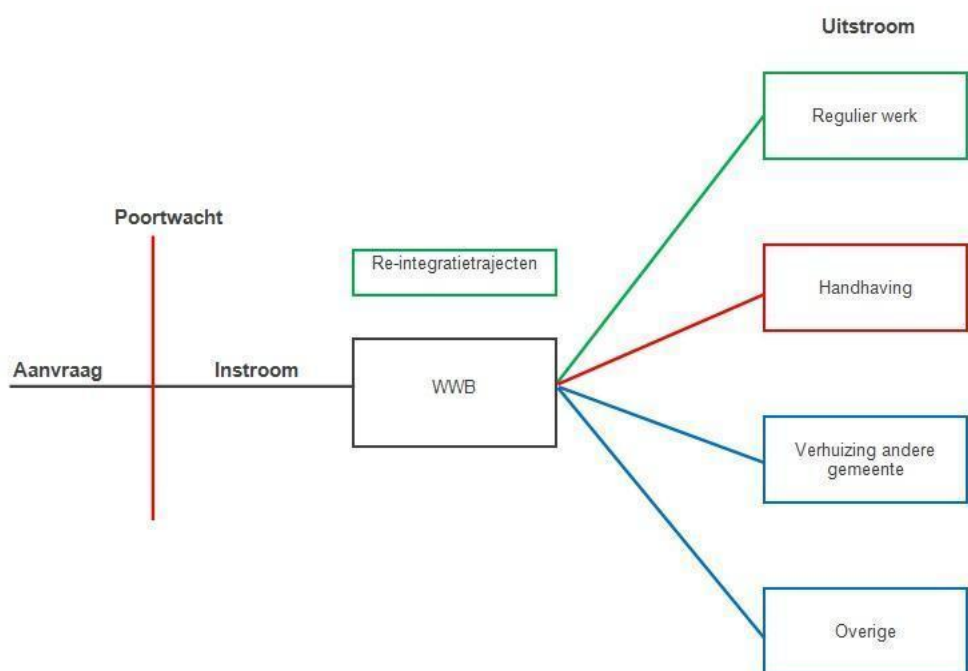 Uitstroom
Regulier werk
Poortwacht
Re-integratietrajecten
Handhaving
Aanvraag
Instroom
WWB
Verhuizing andere
gemeente
Overige